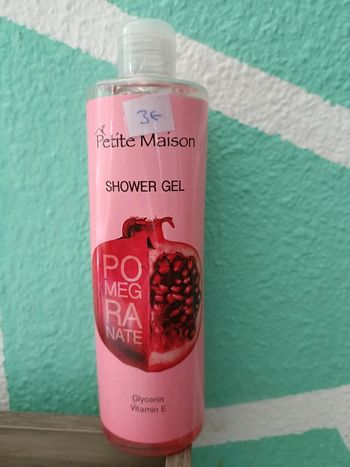 3€
Petite Maison
SHOWER GEL
PO
MEG
RA
NATE
Glycerin
Vitamin E